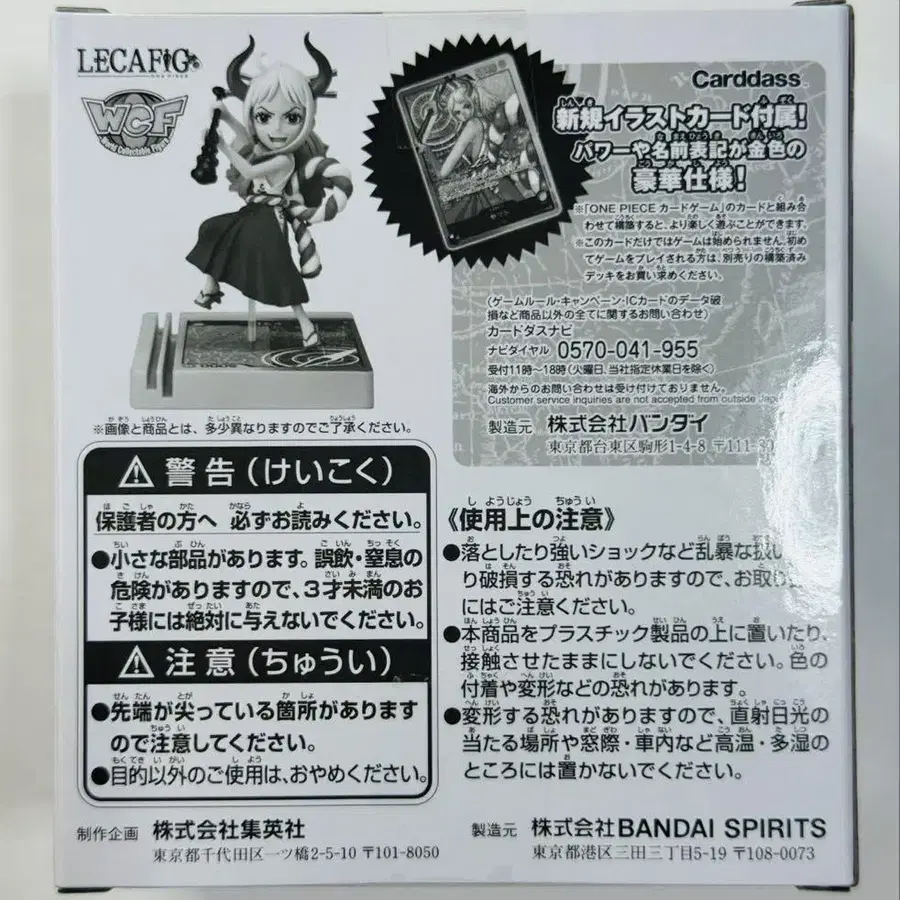 LECAFIG
ONE PIECE
WCF
World Collectable Figure
Carddass
新規イラストカード付属!
パワーや名前表記が金色の
豪華仕様!
※「ONE PIECE カードゲーム」のカードと組み合
わせて構築すると、より楽しく遊ぶことができます。
※このカードだけではゲームは始められません。初め
てゲームをプレイされる方は、別売りの構築済み
デッキをお買い求めください。
(ゲームルール・キャンペーン・ICカードのデータ破
損など商品以外の全てに関するお問い合わせ)
カードダスナビ
ナビダイヤル 0570-041-955
受付11時~18時(火曜日、当社指定休業日を除く)
海外からのお問い合わせは受け付けておりません。
Customer service inquiries are not accepted from outside
製造元 株式会社バンダイ
東京都台東区駒形1-4-8 〒111-
5000
※画像と商品とは、多少異なりますのでご了承ください。
警告(けいこく)
保護者の方へ 必ずお読みください。
●小さな部品があります。誤飲・窒息の
危険がありますので、3才未満のお
子様には絶対に与えないでください。
注意(ちゅうい)
●先端が尖っている箇所があります
ので注意してください。
●目的以外のご使用は、おやめください。
《使用上の注意》
●落としたり強いショックなど乱暴な扱い
り破損する恐れがありますので、お取り
にはご注意ください。
●本商品をプラスチック製品の上に置いたり、
接触させたままにしないでください。色の
付着や変形などの恐れがあります。
●変形する恐れがありますので、直射日光の
当たる場所や窓際・車内など高温・多湿の
ところには置かないでください。
制作企画 株式会社集英社
東京都千代田区一ツ橋2-5-10 〒101-8050
製造元 株式会社BANDAI SPIRITS
東京都港区三田三丁目5-19 〒108-0073